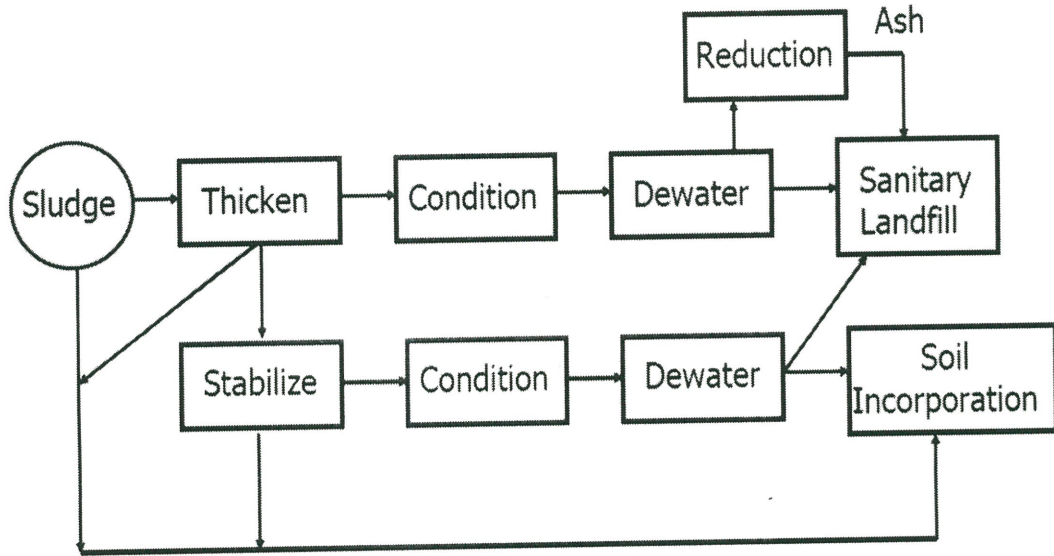 Ash
Reduction
Sludge
Thicken
Condition
Dewater
Sanitary
Landfill
Stabilize
Condition
Dewater
Soil
Incorporation